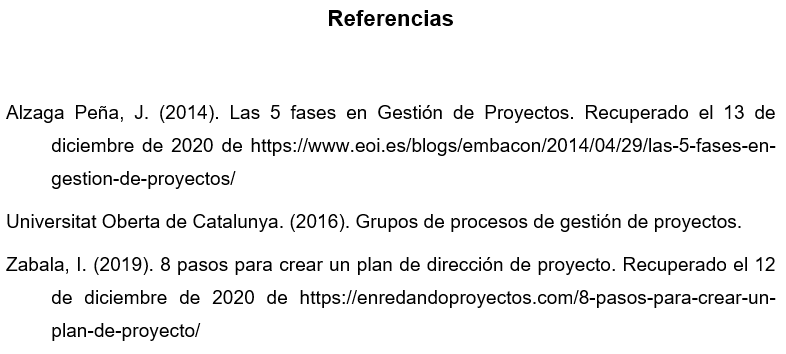 Referencias
Alzaga Peña, J. (2014). Las 5 fases en Gestión de Proyectos. Recuperado el 13 de
diciembre de 2020 de https://www.eoi.es/blogs/embacon/2014/04/29/las-5-fases-en-
gestion-de-proyectos/
Universitat Oberta de Catalunya. (2016). Grupos de procesos de gestión de proyectos.
Zabala, I. (2019). 8 pasos para crear un plan de dirección de proyecto. Recuperado el 12
de diciembre de 2020 de https://enredandoproyectos.com/8-pasos-para-crear-un-
plan-de-proyecto/